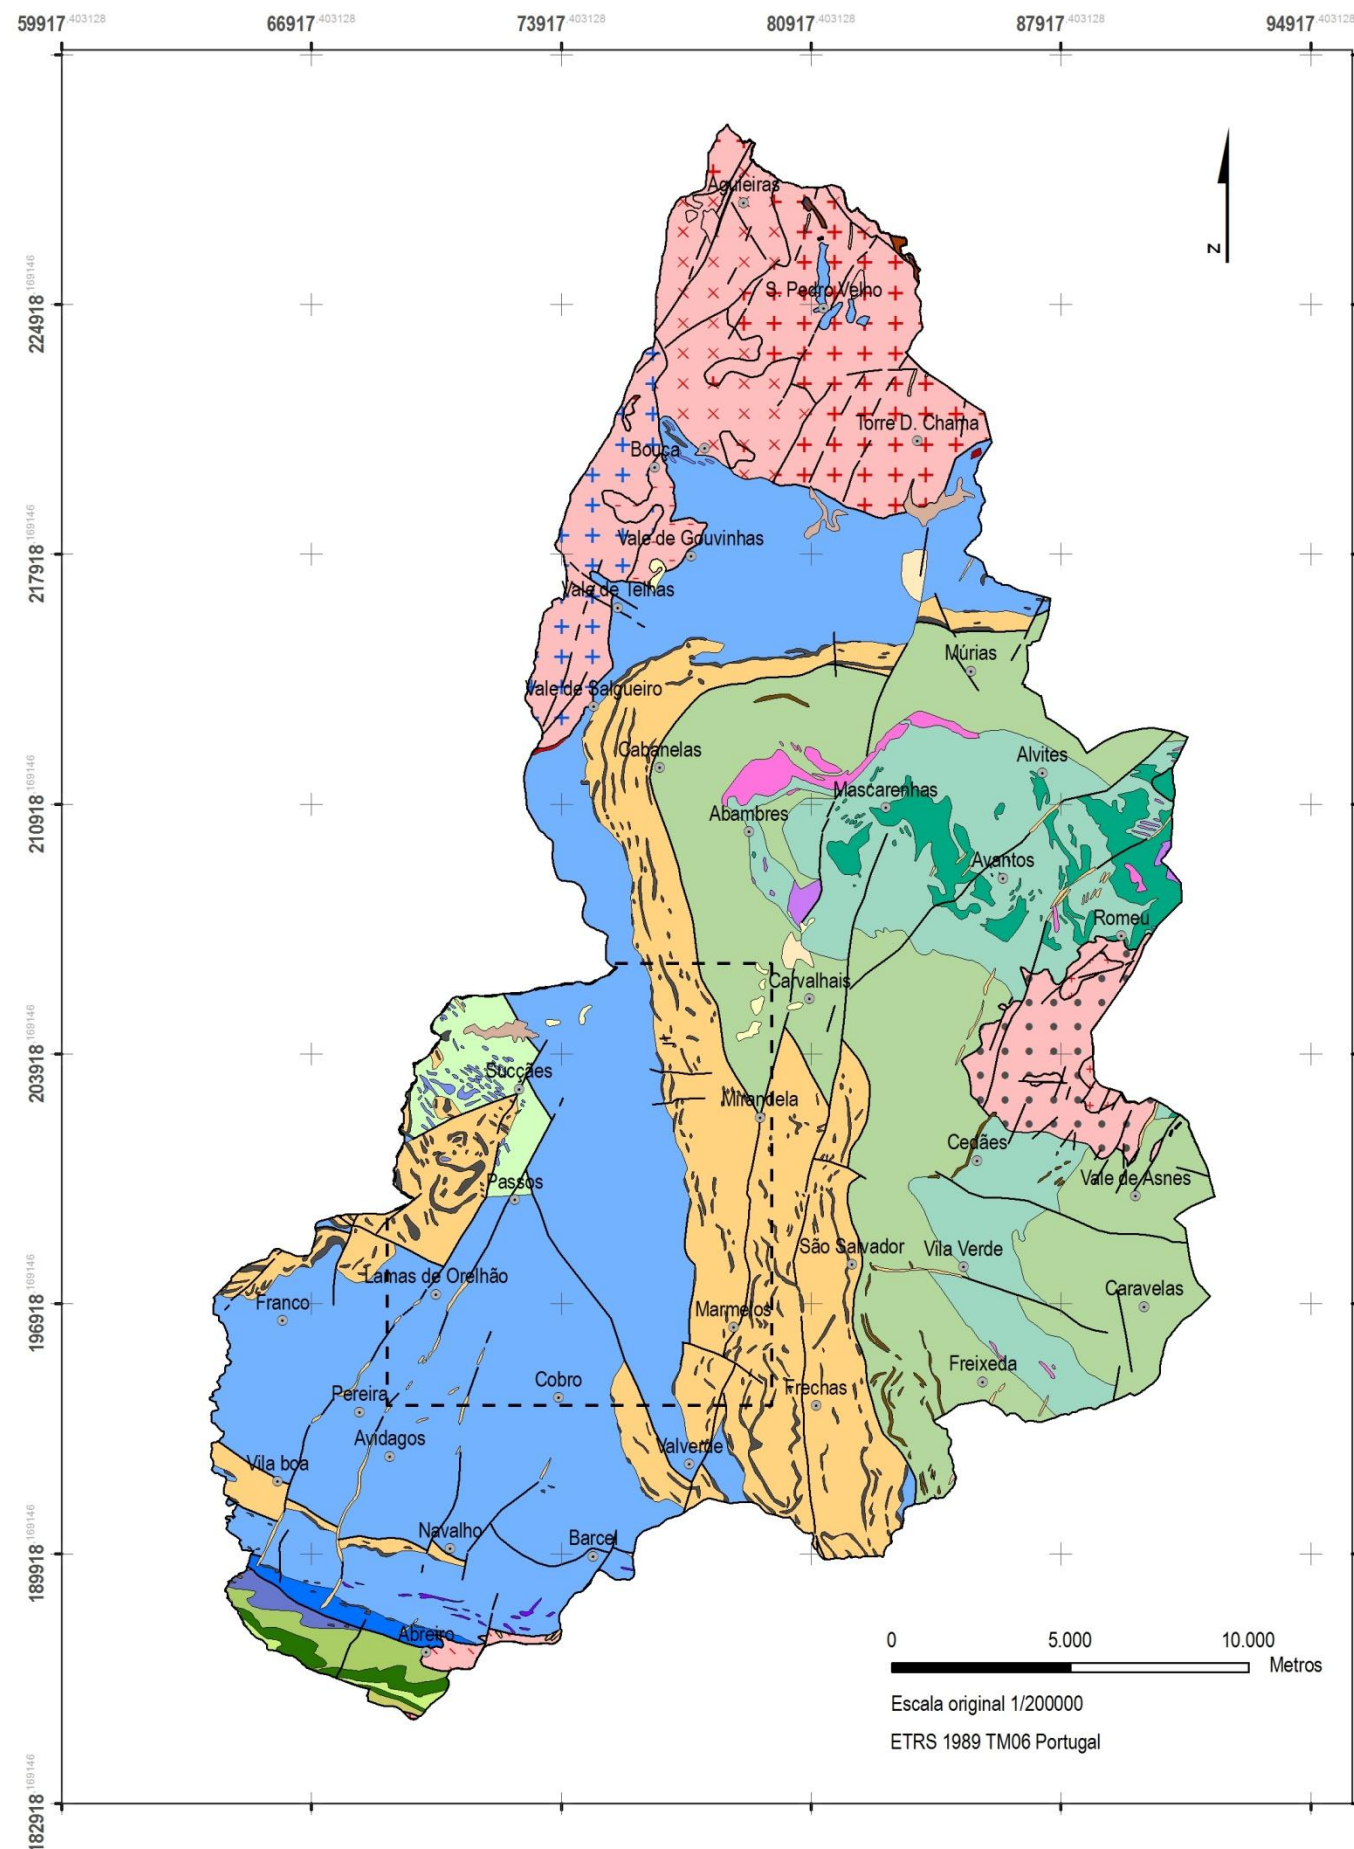 59917,403128 66917,403128 73917,403128 80917,403128 87917,403128 94917,403128
N
Aguieiras
224918,169146
S. Pedro Velho
Torre D. Chama
Bouça
217918,169146
Vale de Gouvinhas
Vale de Telhas
Múrias
Vale de Salgueiro
Cabanelas
Alvites
210918,169146
Mascarenhas
Abambres
Avantos
Romeu
Carvalhais
203918,169146
Sucçães
Mirandela
Cedães
Passos
Vale de Asnes
São Salvador
Vila Verde
Lamas de Orelhão
Caravelas
196918,169146
Franco
Marmelos
Freixeda
Cobro
Frechas
Pereira
Avidagos
Valverde
Vila boa
Navalho
Barcel
189918,169146
Abreiro
0 5.000 10.000
Metros
Escala original 1/200000
ETRS 1989 TM06 Portugal
182918,169146